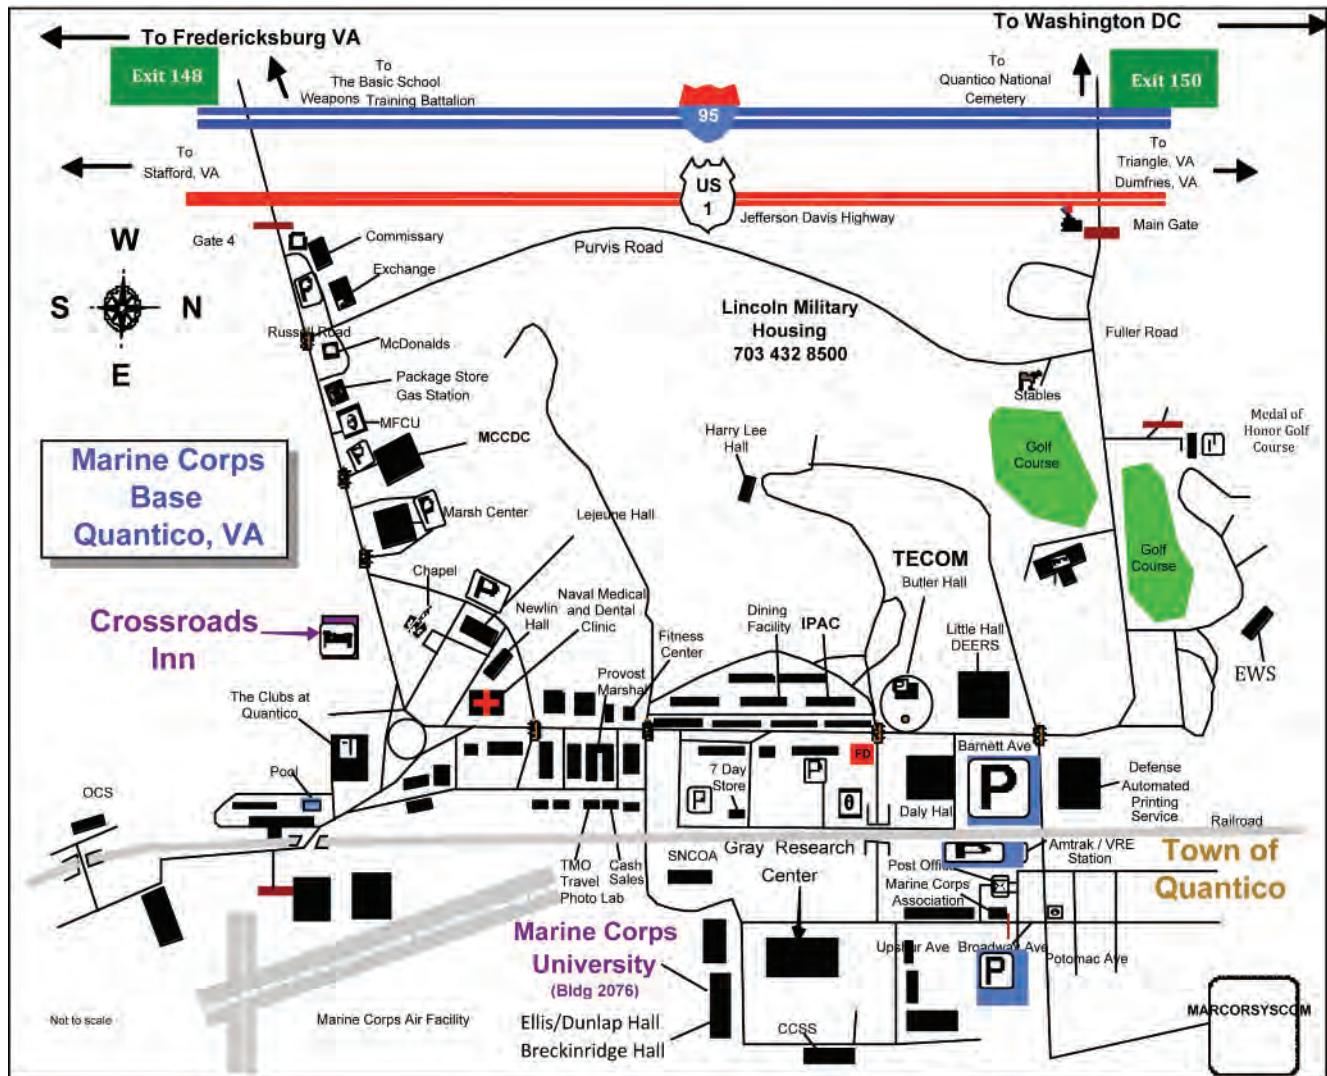 To Fredericksburg VA
To Washington DC
Exit 148
To
The Basic School
Weapons Training Battalion
To
Quantico National
Cemetery
Exit 150
95
To
Stafford, VA
To
Triangle, VA
Dumfries, VA
US
1
Jefferson Davis Highway
Gate 4
Commissary
Main Gate
Purvis Road
W
S
N
E
Exchange
P
Russell Road
McDonalds
Lincoln Military
Housing
703 432 8500
Fuller Road
Package Store
Gas Station
Stables
MFCU
MCCDC
P
Harry Lee
Hall
Golf
Course
Medal of
Honor Golf
Course
Marine Corps
Base
Quantico, VA
Marsh Center
P
Lejeune Hall
TECOM
Butler Hall
Golf
Course
Chapel
P
Naval Medical
and Dental
Clinic
Newlin
Hall
Crossroads
Inn
Dining
Facility
IPAC
Fitness
Center
Little Hall
DEERS
EWS
Provost
Marshal
P
The Clubs at
Quantico
Barnett Ave
FD
7 Day
Store
P
P
P
Defense
Automated
Printing
Service
Pool
OCS
Daly Hal
Railroad
SNCOA
Gray Research
Center
Amtrak / VRE
Station
Town of
Quantico
TMO
Travel
Photo Lab
Cash
Sales
Post Offic
Marine Corps
Association
Marine Corps
University
(Bldg 2076)
Upshur Ave
Broadway Ave
Potomac Ave
P
MARCORSYSCOM
Not to scale
Marine Corps Air Facility
Ellis/Dunlap Hall
Breckinridge Hall
CCSS